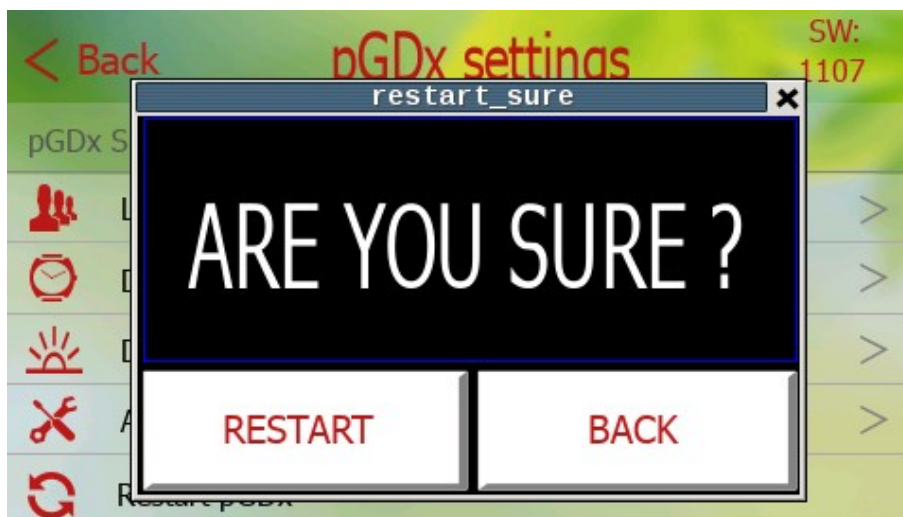 < Back
pGDx settings
SW:
1107
restart_sure
pGDx S
ARE YOU SURE ?
RESTART
BACK